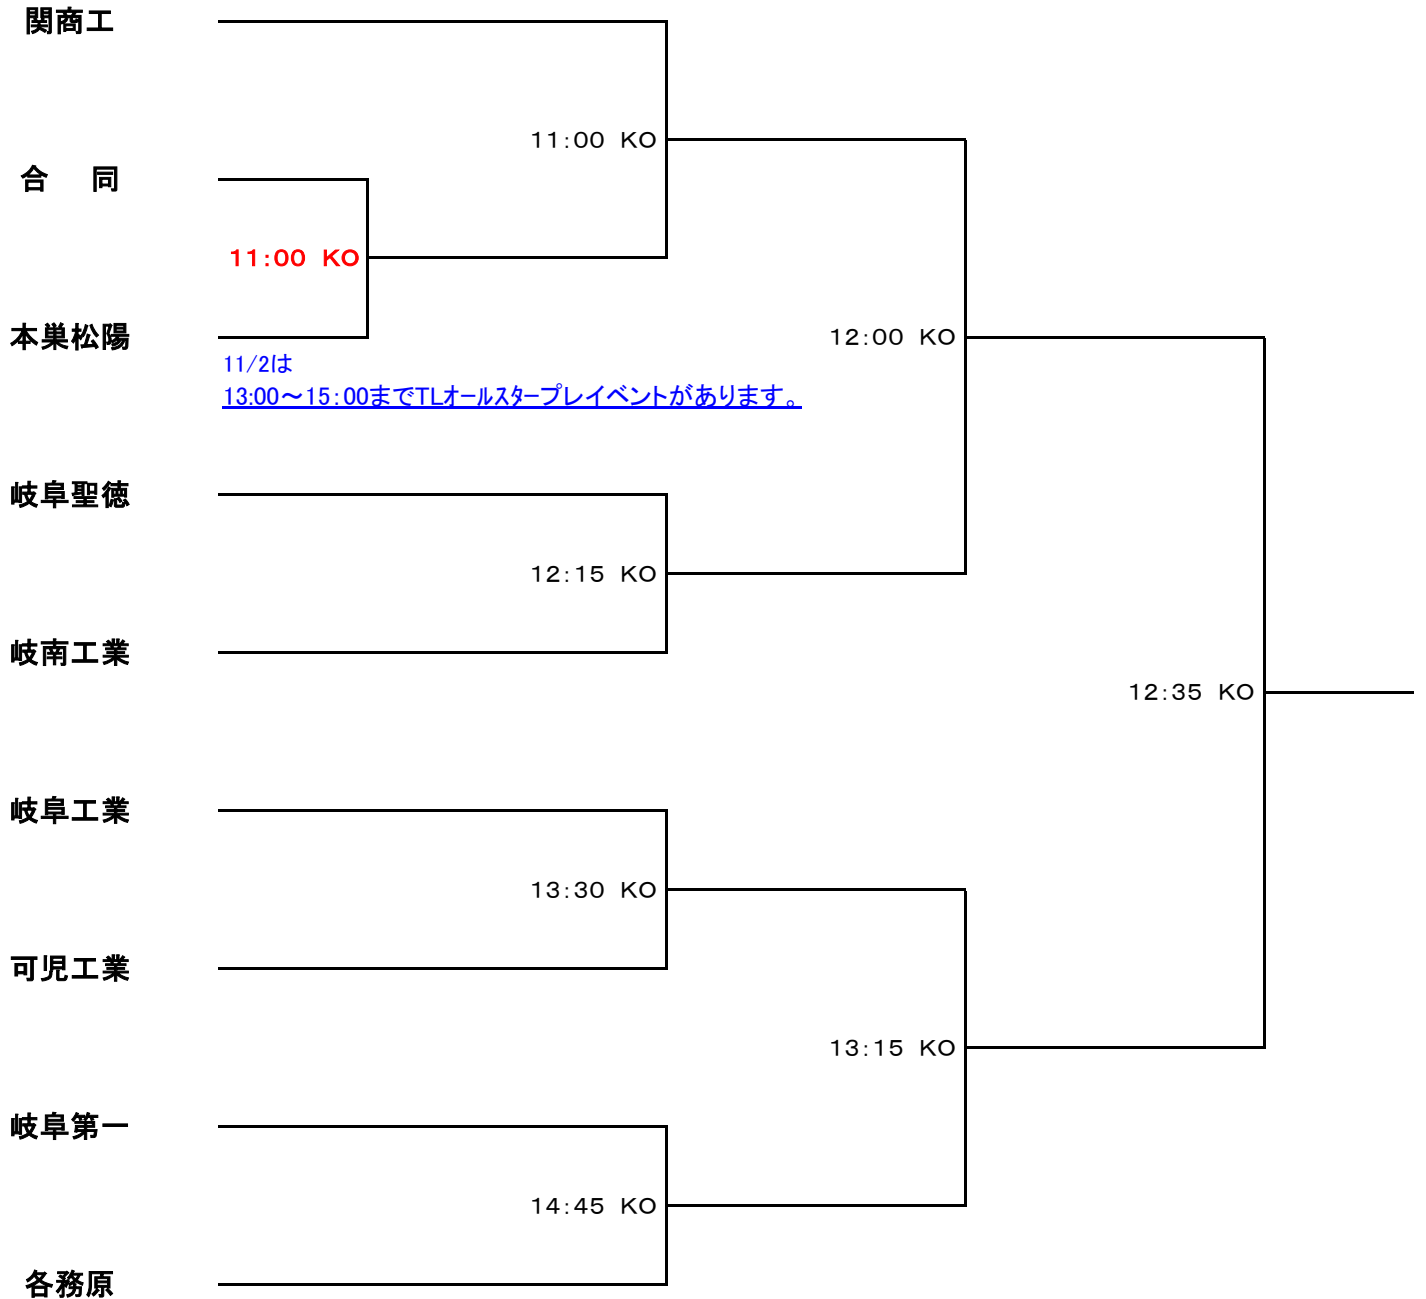 関商工
11:00 KO
合 同
11:00 KO
本巣松陽
12:00 KO
11/2は
13:00～15:00までTLオールスタープレイベントがあります。
岐阜聖徳
12:15 KO
岐南工業
12:35 KO
岐阜工業
13:30 KO
可児工業
13:15 KO
岐阜第一
14:45 KO
各務原